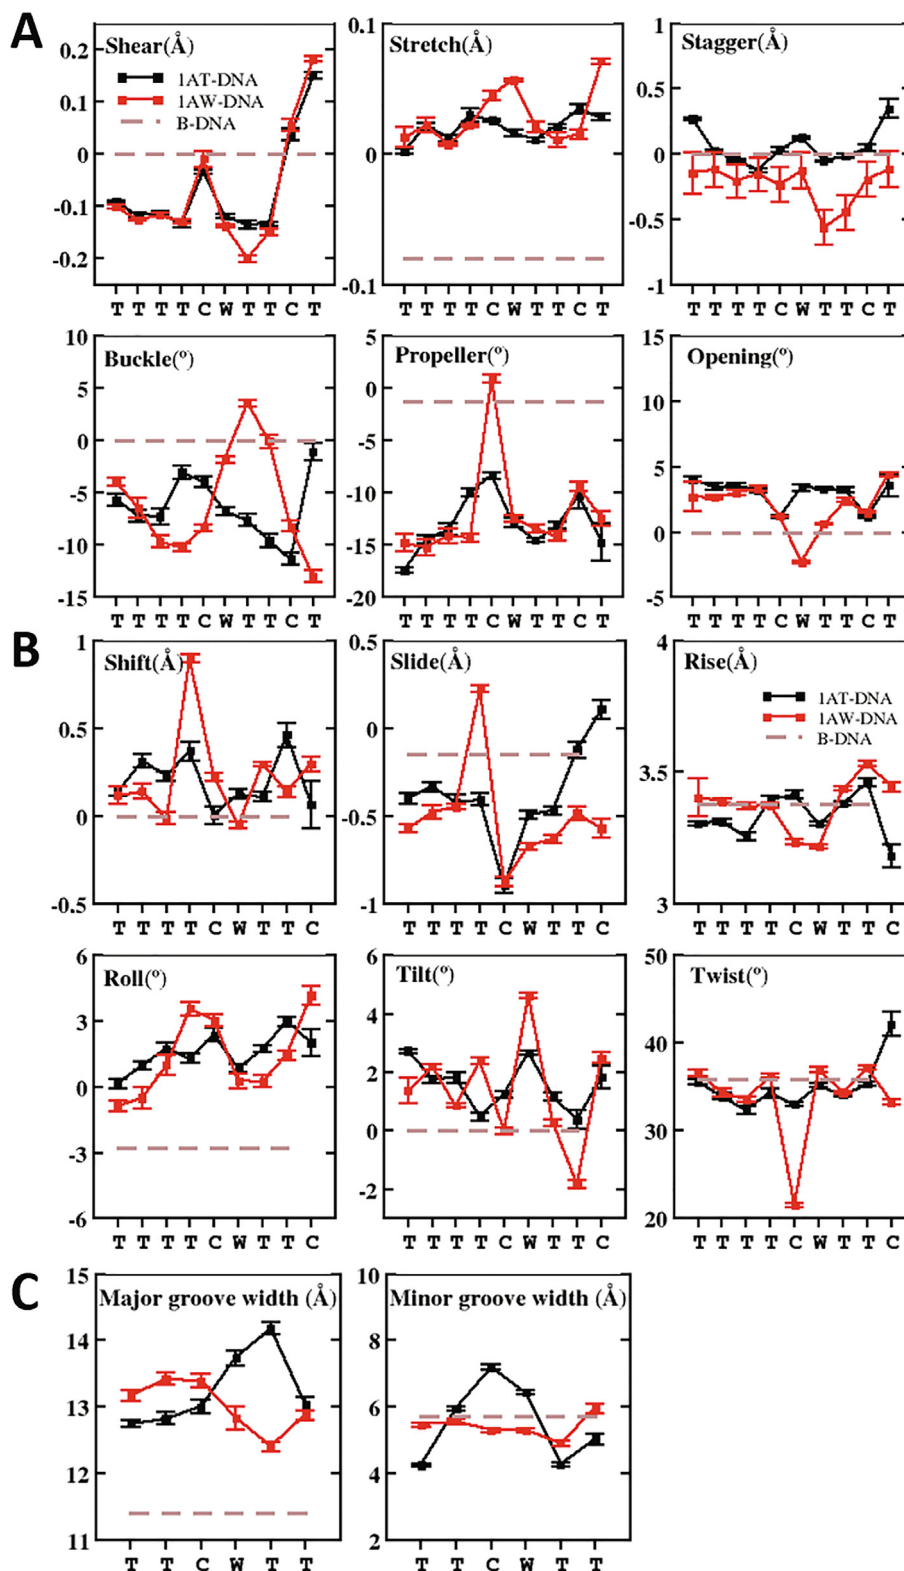 A
Shear(Å)
1AT-DNA
1AW-DNA
B-DNA
0.2
0.1
0
-0.1
-0.2
T T T T C W T T C T
Stretch(Å)
0.1
0
-0.1
T T T T C W T T C T
Stagger(Å)
1
0.5
0
-0.5
-1
T T T T C W T T C T
Buckle(º)
10
5
0
-5
-10
-15
T T T T C W T T C T
Propeller(º)
5
0
-5
-10
-15
-20
T T T T C W T T C T
Opening(º)
15
10
5
0
-5
T T T T C W T T C T
B
Shift(Å)
1
0.5
0
-0.5
T T T T C W T T C
Slide(Å)
0.5
0
-0.5
-1
T T T T C W T T C
Rise(Å)
1AT-DNA
1AW-DNA
B-DNA
4
3.5
3
T T T T C W T T C
Roll(º)
6
3
0
-3
-6
T T T T C W T T C
Tilt(º)
6
4
2
0
-2
T T T T C W T T C
Twist(º)
50
40
30
20
T T T T C W T T C
C
Major groove width (Å)
15
14
13
12
11
T T C W T T
Minor groove width (Å)
10
8
6
4
2
T T C W T T